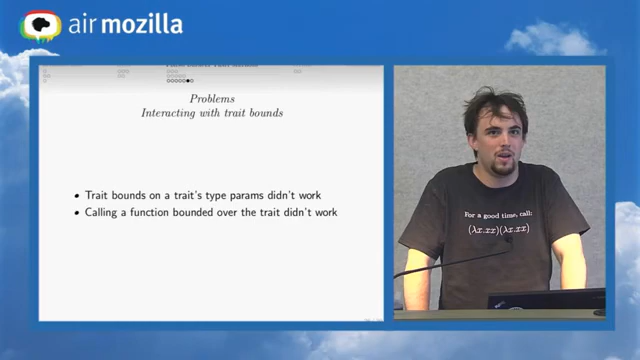 air mozilla
Problems
Interacting with trait bounds
• Trait bounds on a trait's type params didn't work
• Calling a function bounded over the trait didn't work
For a good time, call:
(λx.xx)(λx.xx)